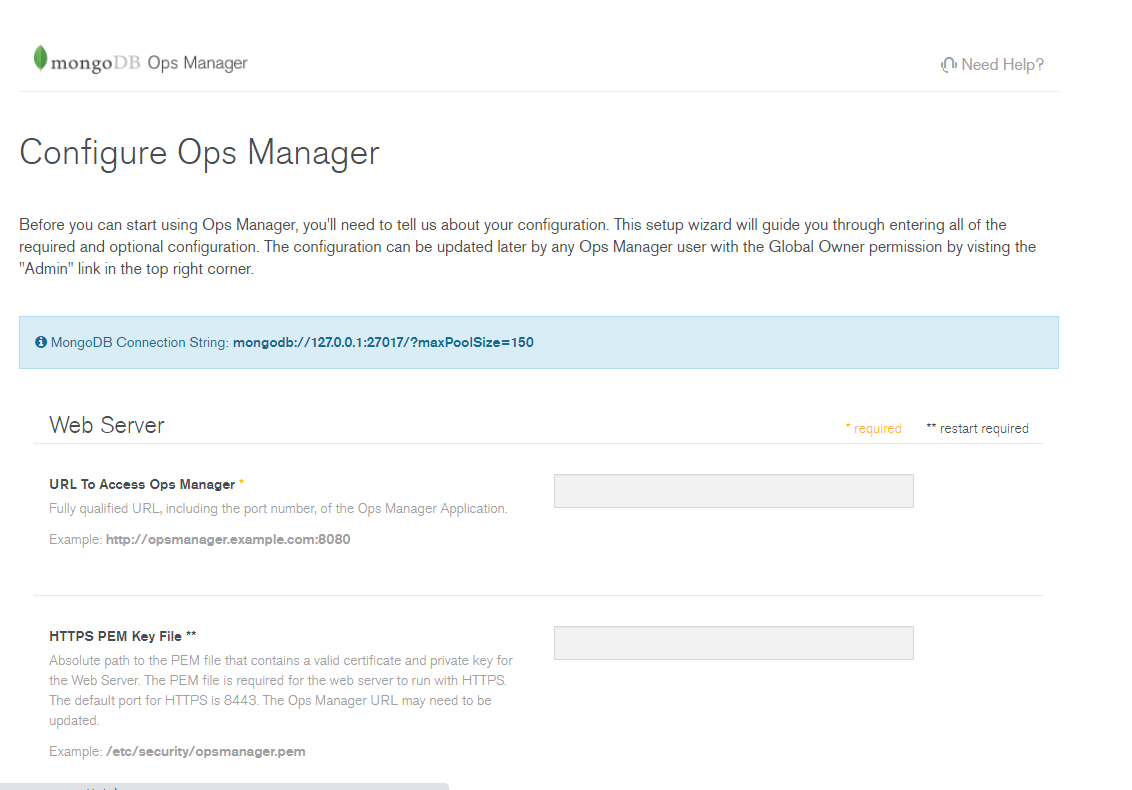 mongoDB Ops Manager
Need Help?
Configure Ops Manager
Before you can start using Ops Manager, you'll need to tell us about your configuration. This setup wizard will guide you through entering all of the
required and optional configuration. The configuration can be updated later by any Ops Manager user with the Global Owner permission by visting the
"Admin" link in the top right corner.
MongoDB Connection String: mongodb://127.0.0.1:27017/?maxPoolSize=150
Web Server
* required ** restart required
URL To Access Ops Manager *
Fully qualified URL, including the port number, of the Ops Manager Application.
Example: http://opsmanager.example.com:8080
HTTPS PEM Key File **
Absolute path to the PEM file that contains a valid certificate and private key for
the Web Server. The PEM file is required for the web server to run with HTTPS.
The default port for HTTPS is 8443. The Ops Manager URL may need to be
updated.
Example: /etc/security/opsmanager.pem